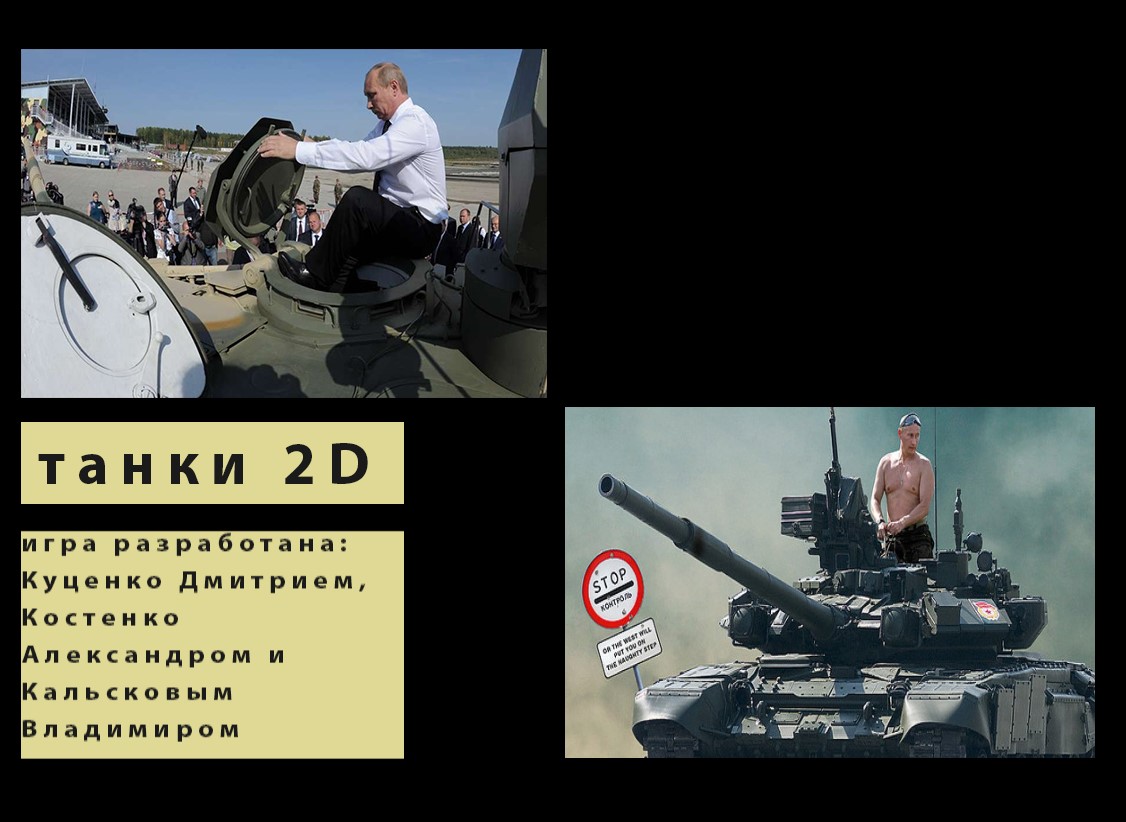 танки 2D
игра разработана:
Куценко Дмитрием,
Костенко
Александром и
Кальсковым
Владимиром
STOP
КОНТРОЛЬ
OR THE WEST WILL
PUT YOU ON
THE NAUGHTY STEP